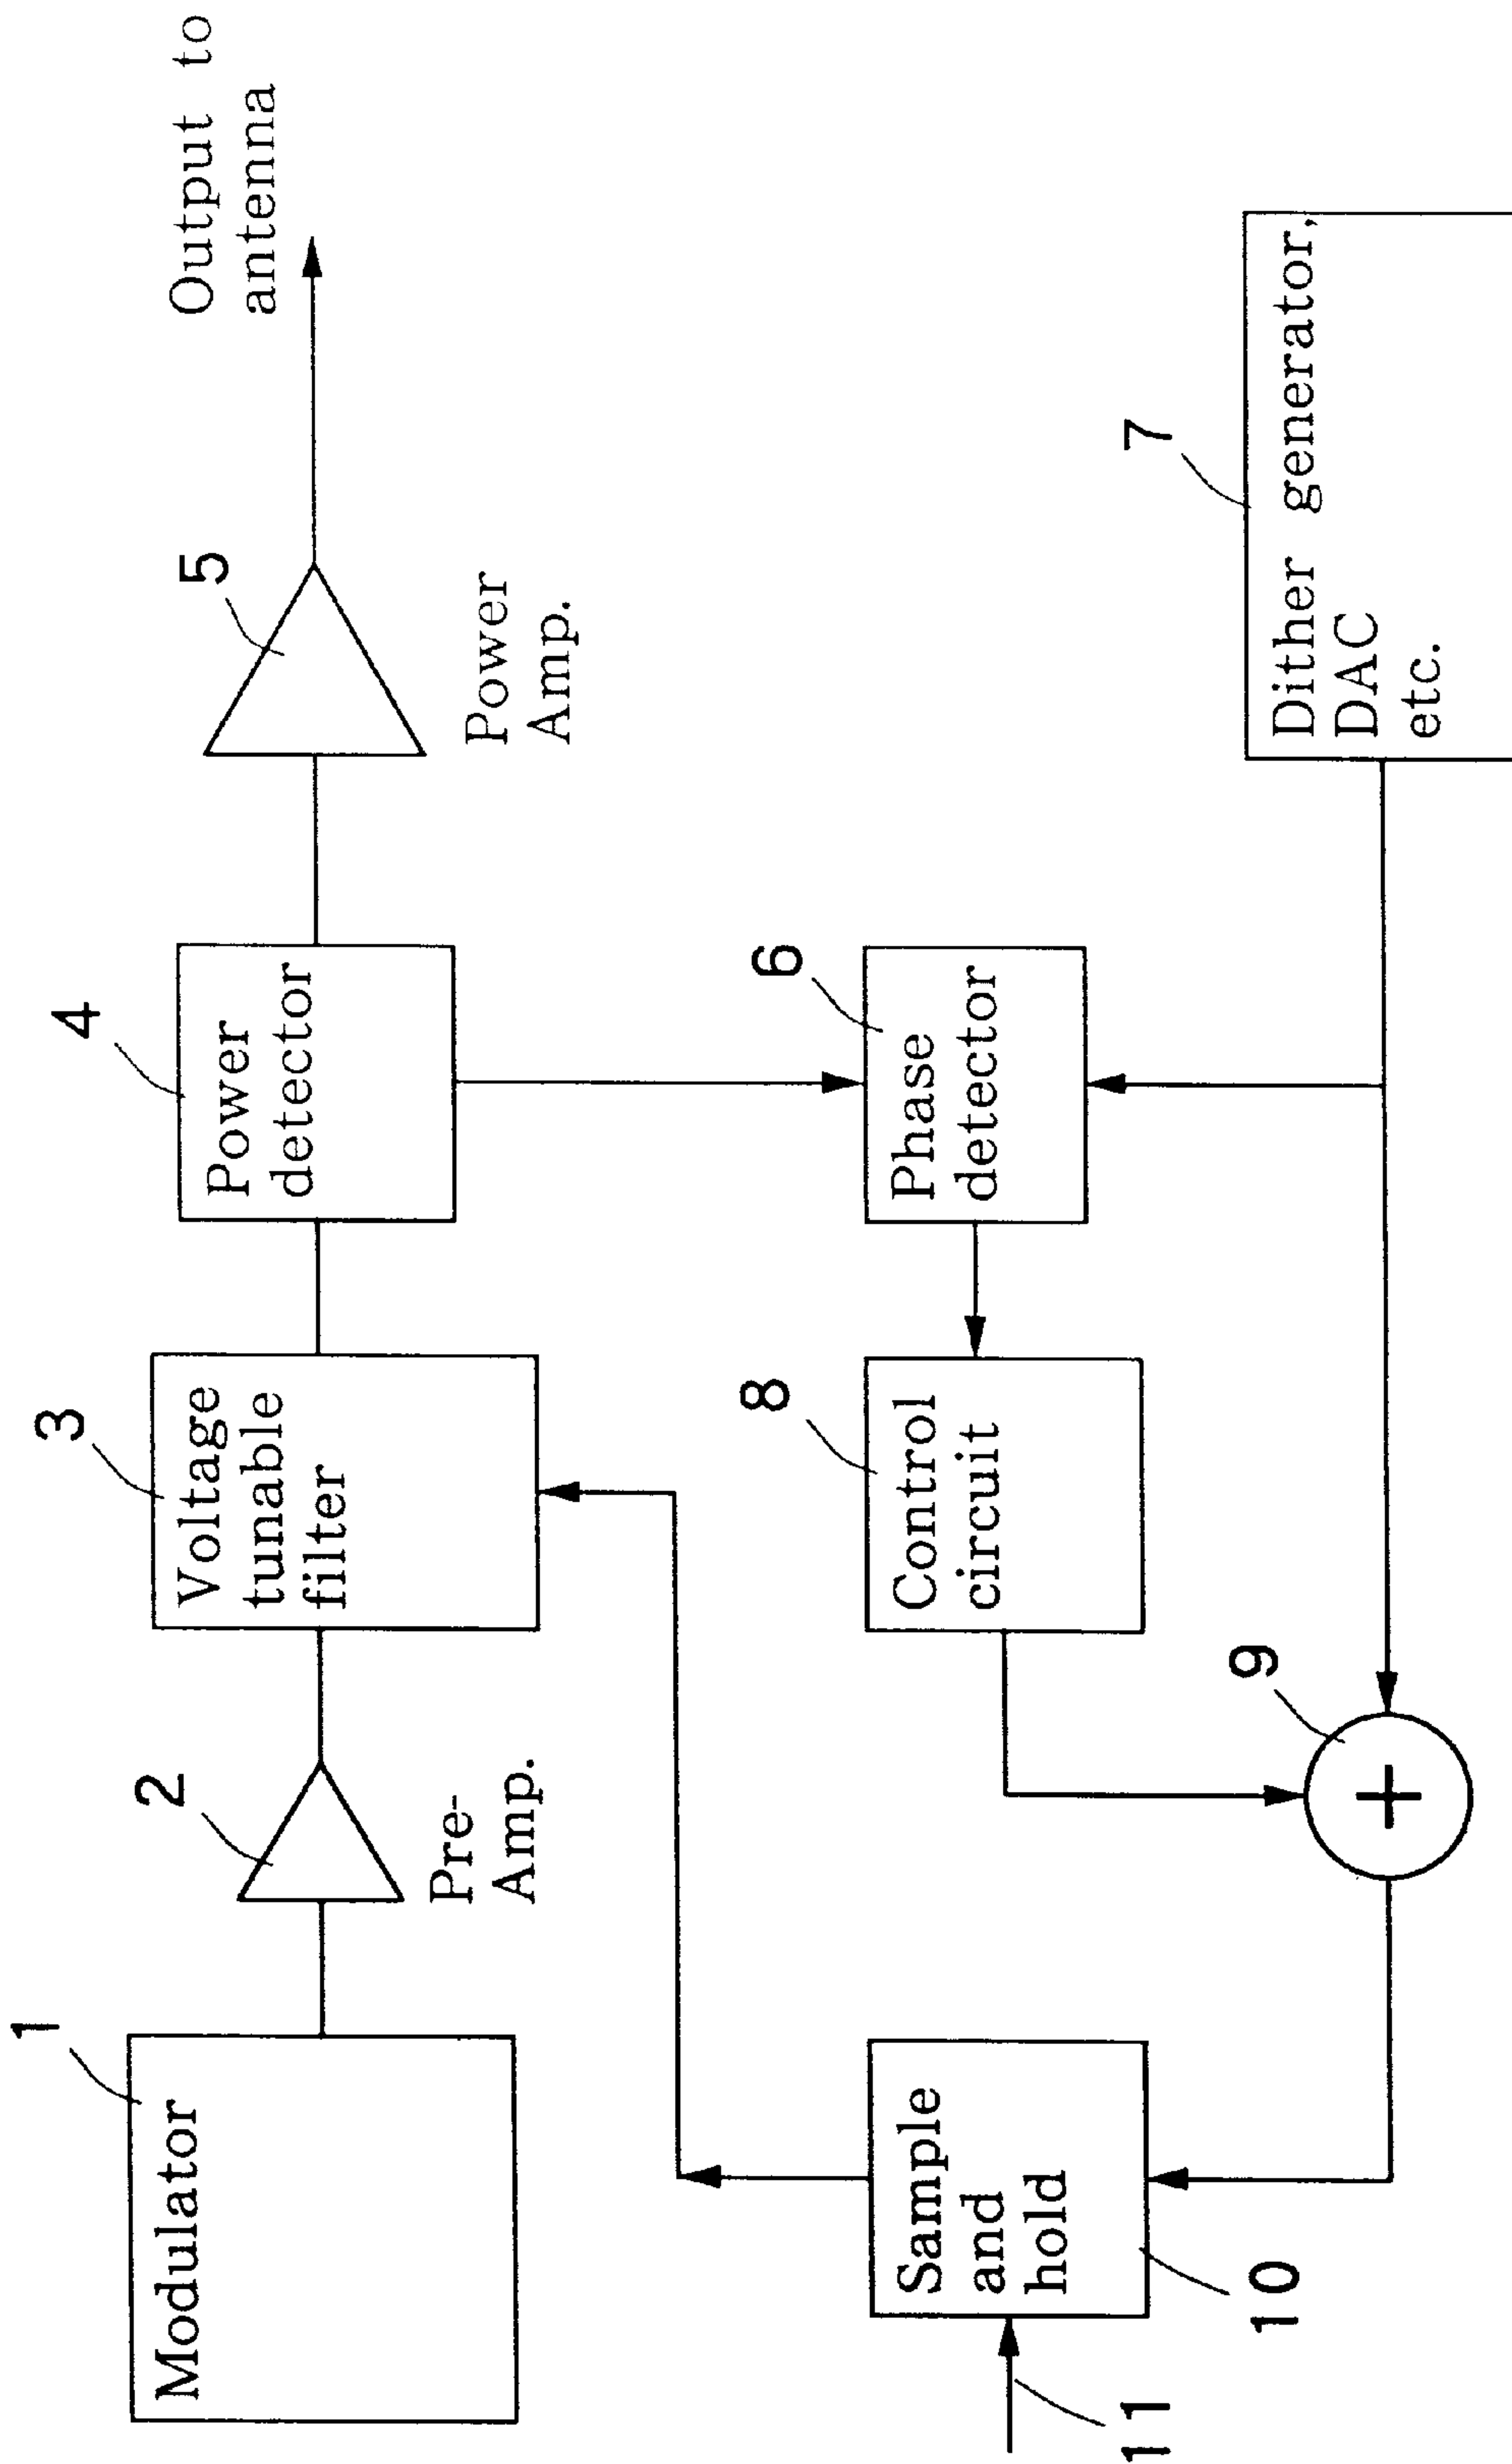 1
Modulator
2
Pre-
Amp.
3
Voltage
tunable
filter
4
Power
detector
5
Power
Amp.
Output to
antenna
6
Phase
detector
8
Control
circuit
7
Dither generator,
DAC
etc.
9
+
Sample
and
hold
10
11